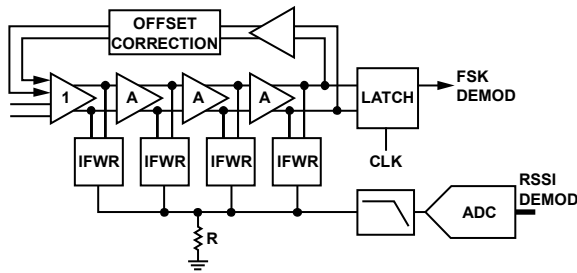 OFFSET
CORRECTION
1
A
A
A
LATCH
FSK
DEMOD
IFWR
IFWR
IFWR
IFWR
CLK
RSSI
DEMOD
ADC
R